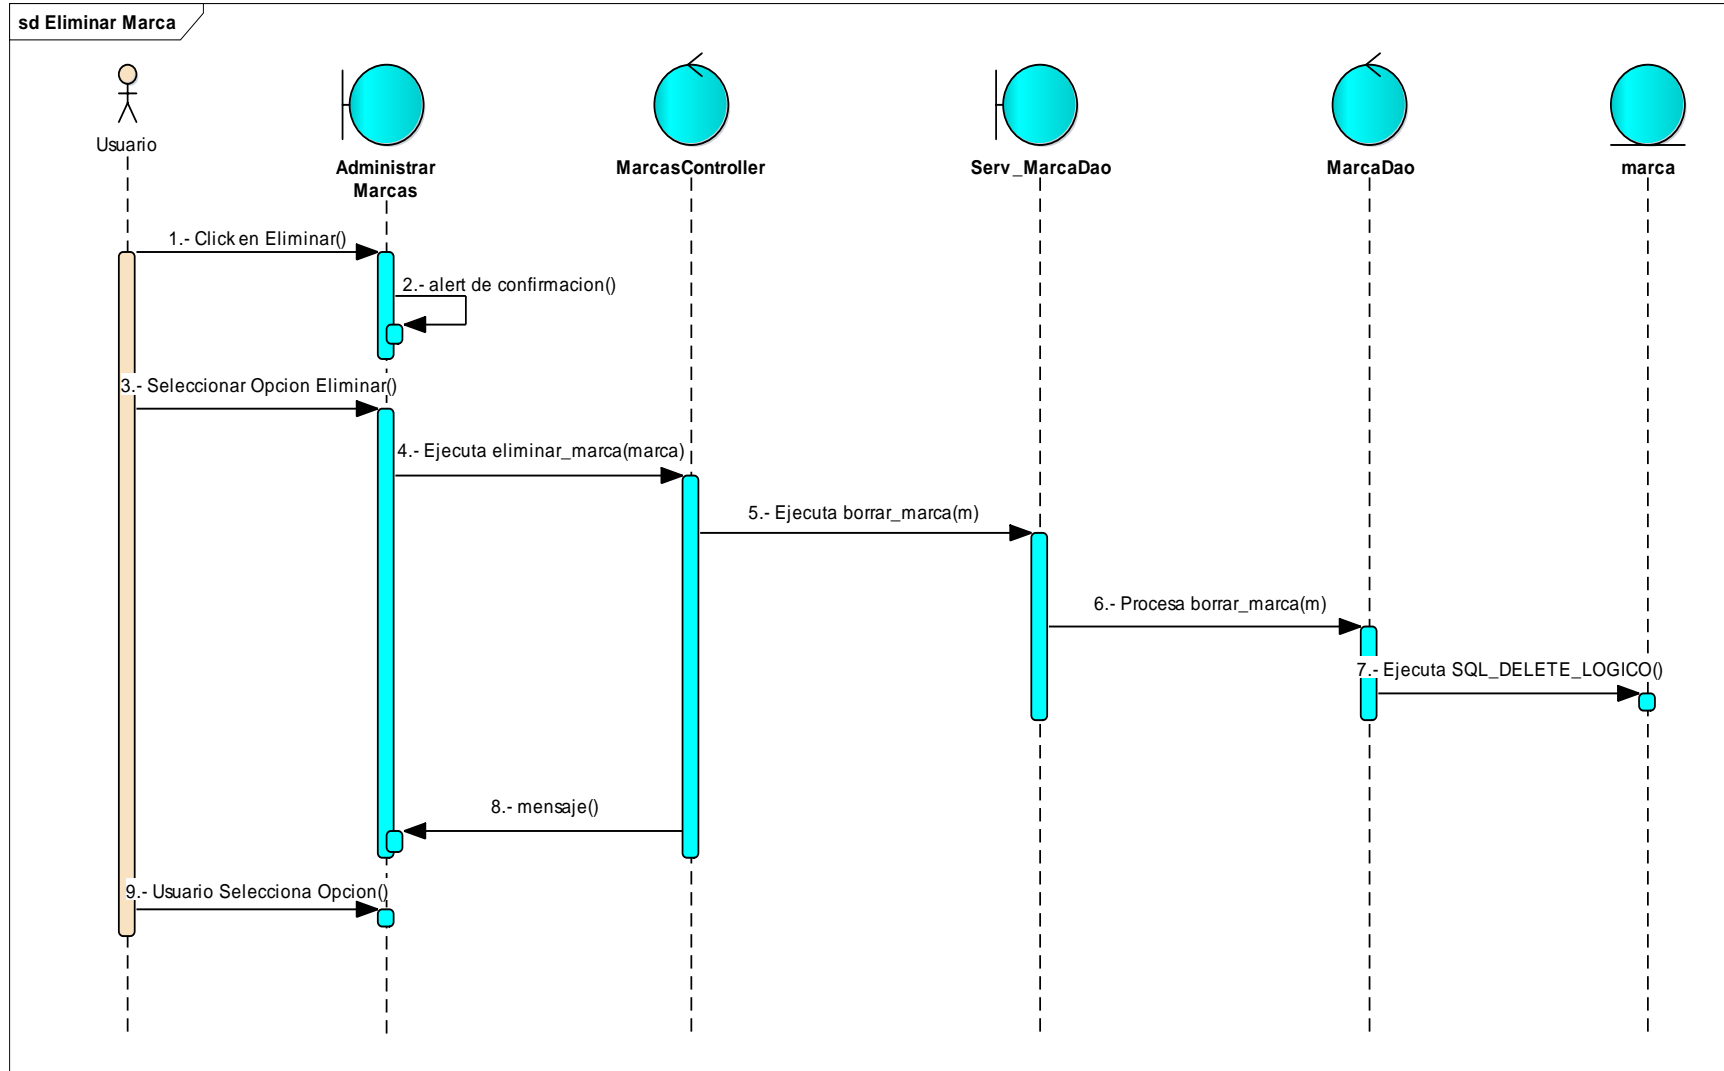 sd Eliminar Marca
Usuario
Administrar
Marcas
MarcasController
Serv_MarcaDao
MarcaDao
marca
1.- Click en Eliminar()
2.- alert de confirmacion()
3.- Seleccionar Opcion Eliminar()
4.- Ejecuta eliminar_marca(marca)
5.- Ejecuta borrar_marca(m)
6.- Procesa borrar_marca(m)
7.- Ejecuta SQL_DELETE_LOGICO()
8.- mensaje()
9.- Usuario Selecciona Opcion()